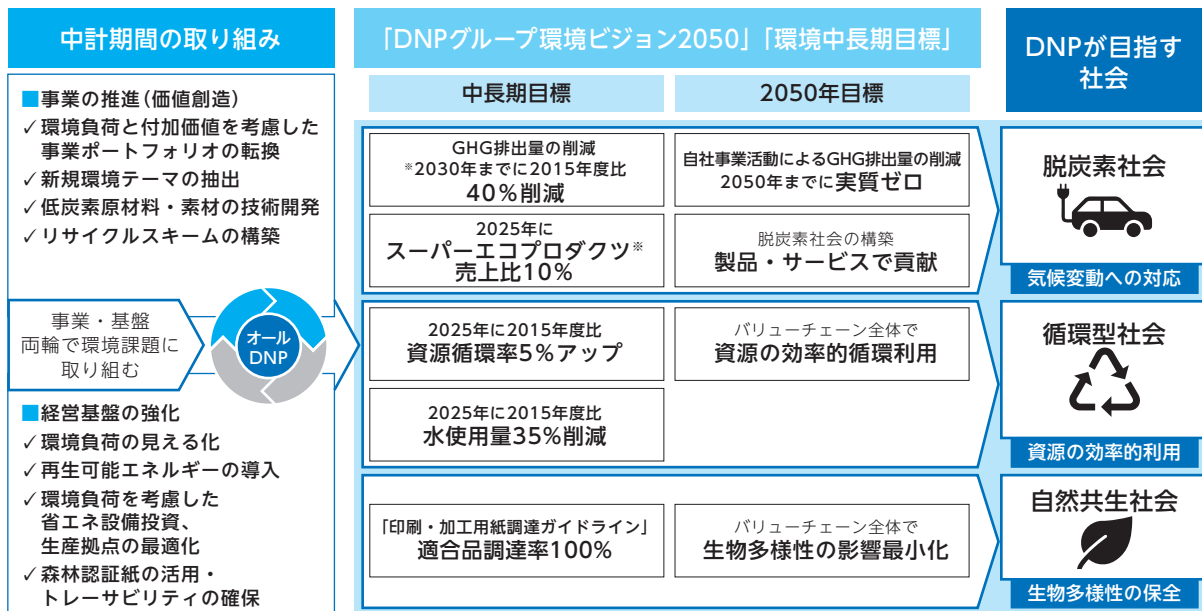 中計期間の取り組み
■事業の推進(価値創造)
✓環境負荷と付加価値を考慮した
事業ポートフォリオの転換
✓新規環境テーマの抽出
✓低炭素原材料・素材の技術開発
✓リサイクルスキームの構築
事業・基盤
両輪で環境課題に
取り組む
オール
DNP
■経営基盤の強化
✓環境負荷の見える化
✓再生可能エネルギーの導入
✓環境負荷を考慮した
省エネ設備投資、
生産拠点の最適化
✓森林認証紙の活用・
トレーサビリティの確保
「DNPグループ環境ビジョン2050」「環境中長期目標」
中長期目標
2050年目標
GHG排出量の削減
※2030年までに2015年度比
40%削減
自社事業活動によるGHG排出量の削減
2050年までに実質ゼロ
2025年に
スーパーエコプロダクツ※
売上比10%
脱炭素社会の構築
製品・サービスで貢献
2025年に2015年度比
資源循環率5%アップ
バリューチェーン全体で
資源の効率的循環利用
2025年に2015年度比
水使用量35%削減
「印刷・加工用紙調達ガイドライン」
適合品調達率100%
バリューチェーン全体で
生物多様性の影響最小化
DNPが目指す
社会
脱炭素社会
気候変動への対応
循環型社会
資源の効率的利用
自然共生社会
生物多様性の保全